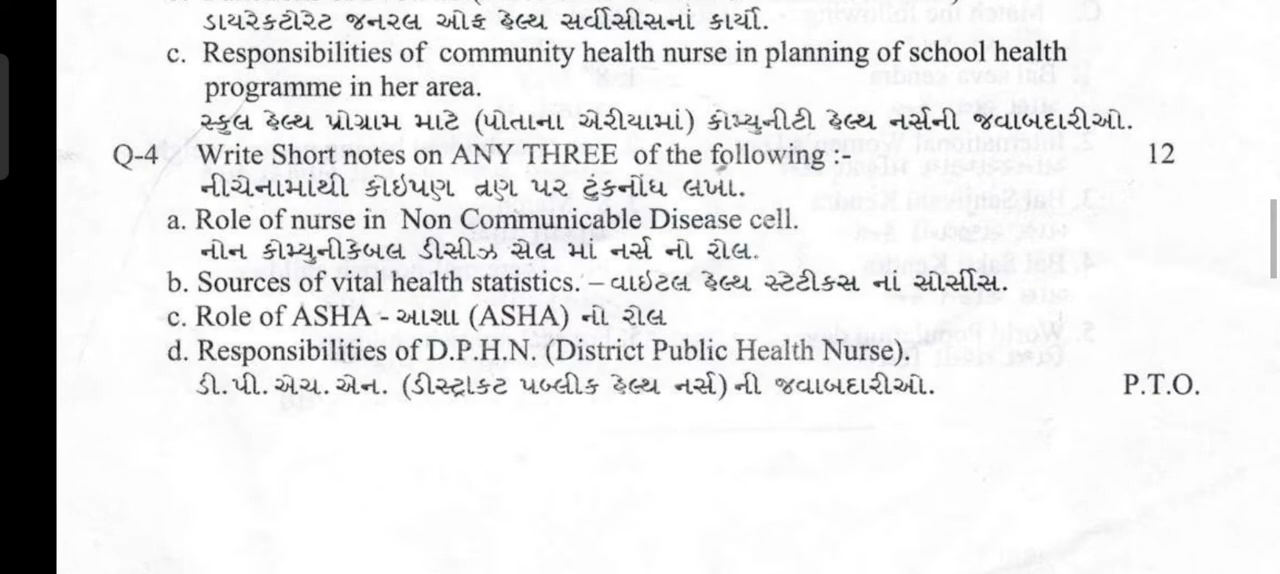 ડાયરેકટોરેટ જનરલ ઓફ હેલ્થ સર્વીસીસનાં કાર્યો.
c. Responsibilities of community health nurse in planning of school health
programme in her area.
સ્કુલ હેલ્થ પ્રોગ્રામ માટે (પોતાના એરીયામાં) કોમ્યુનીટી હેલ્થ નર્સની જવાબદારીઓ.
Q-4 Write Short notes on ANY THREE of the following :- 12
નીચેનામાંથી કોઇપણ ત્રણ પર ટુંકનોંધ લખો.
a. Role of nurse in Non Communicable Disease cell.
નોન કોમ્યુનીકેબલ ડીસીઝ સેલ માં નર્સ નો રોલ.
b. Sources of vital health statistics. – વાઇટલ હેલ્થ સ્ટેટીકસ નાં સોર્સીસ.
c. Role of ASHA - આશા (ASHA) નો રોલ
d. Responsibilities of D.P.H.N. (District Public Health Nurse).
ડી. પી. એચ. એન. (ડીસ્ટ્રીકટ પબ્લીક હેલ્થ નર્સ) ની જવાબદારીઓ. P.T.O.